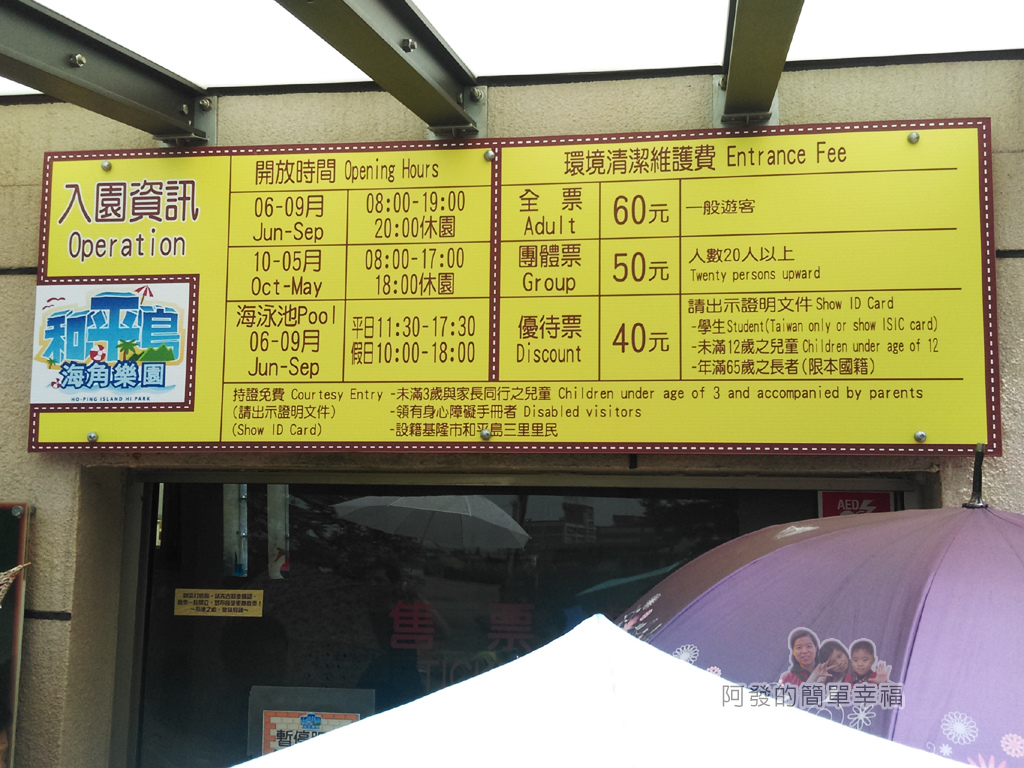 入園資訊
Operation
和平島
海角樂園
HO-PING ISLAND HI PARK
開放時間 Opening Hours
06-09月
Jun-Sep
08:00-19:00
20:00休園
10-05月
Oct-May
08:00-17:00
18:00休園
海泳池Pool
06-09月
Jun-Sep
平日11:30-17:30
假日10:00-18:00
環境清潔維護費 Entrance Fee
全票
Adult
60元
一般遊客
團體票
Group
50元
人數20人以上
Twenty persons upward
優待票
Discount
40元
請出示證明文件 Show ID Card
-學生Student(Taiwan only or show ISIC card)
-未滿12歲之兒童 Children under age of 12
-年滿65歲之長者(限本國籍)
持證免費 Courtesy Entry
(請出示證明文件)
(Show ID Card)
-未滿3歲與家長同行之兒童 Children under age of 3 and accompanied by parents
-領有身心障礙手冊者 Disabled visitors
-設籍基隆市和平島三里里民
AED
售票
暫停
阿發的簡單幸福